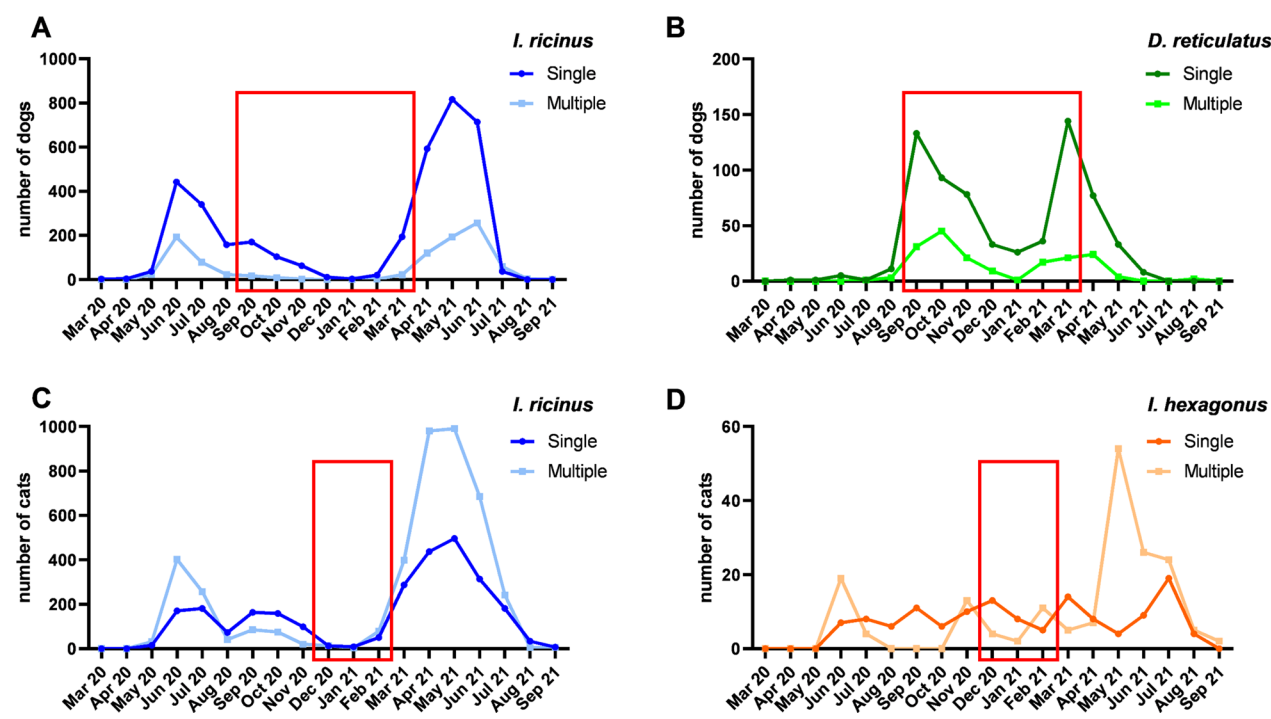 A
I. ricinus
Single
Multiple
number of dogs
1000
800
600
400
200
0
Mar 20
Apr 20
May 20
Jun 20
Jul 20
Aug 20
Sep 20
Oct 20
Nov 20
Dec 20
Jan 21
Feb 21
Mar 21
Apr 21
May 21
Jun 21
Jul 21
Aug 21
Sep 21
B
D. reticulatus
Single
Multiple
number of dogs
200
150
100
50
0
Mar 20
Apr 20
May 20
Jun 20
Jul 20
Aug 20
Sep 20
Oct 20
Nov 20
Dec 20
Jan 21
Feb 21
Mar 21
Apr 21
May 21
Jun 21
Jul 21
Aug 21
Sep 21
C
I. ricinus
Single
Multiple
number of cats
1000
800
600
400
200
0
Mar 20
Apr 20
May 20
Jun 20
Jul 20
Aug 20
Sep 20
Oct 20
Nov 20
Dec 20
Jan 21
Feb 21
Mar 21
Apr 21
May 21
Jun 21
Jul 21
Aug 21
Sep 21
D
I. hexagonus
Single
Multiple
number of cats
60
40
20
0
Mar 20
Apr 20
May 20
Jun 20
Jul 20
Aug 20
Sep 20
Oct 20
Nov 20
Dec 20
Jan 21
Feb 21
Mar 21
Apr 21
May 21
Jun 21
Jul 21
Aug 21
Sep 21